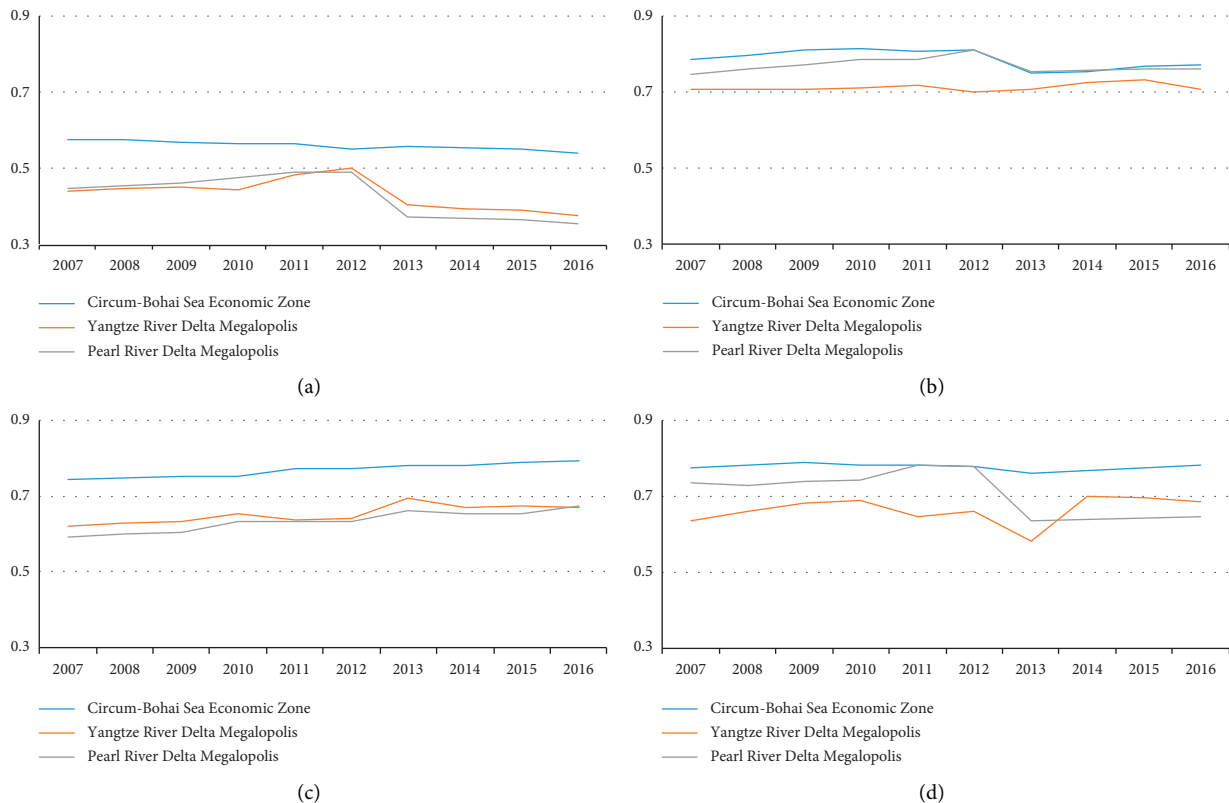 0.9
0.7
0.5
0.3
2007 2008 2009 2010 2011 2012 2013 2014 2015 2016
Circum-Bohai Sea Economic Zone
Yangtze River Delta Megalopolis
Pearl River Delta Megalopolis
(a)
0.9
0.7
0.5
0.3
2007 2008 2009 2010 2011 2012 2013 2014 2015 2016
Circum-Bohai Sea Economic Zone
Yangtze River Delta Megalopolis
Pearl River Delta Megalopolis
(b)
0.9
0.7
0.5
0.3
2007 2008 2009 2010 2011 2012 2013 2014 2015 2016
Circum-Bohai Sea Economic Zone
Yangtze River Delta Megalopolis
Pearl River Delta Megalopolis
(c)
0.9
0.7
0.5
0.3
2007 2008 2009 2010 2011 2012 2013 2014 2015 2016
Circum-Bohai Sea Economic Zone
Yangtze River Delta Megalopolis
Pearl River Delta Megalopolis
(d)